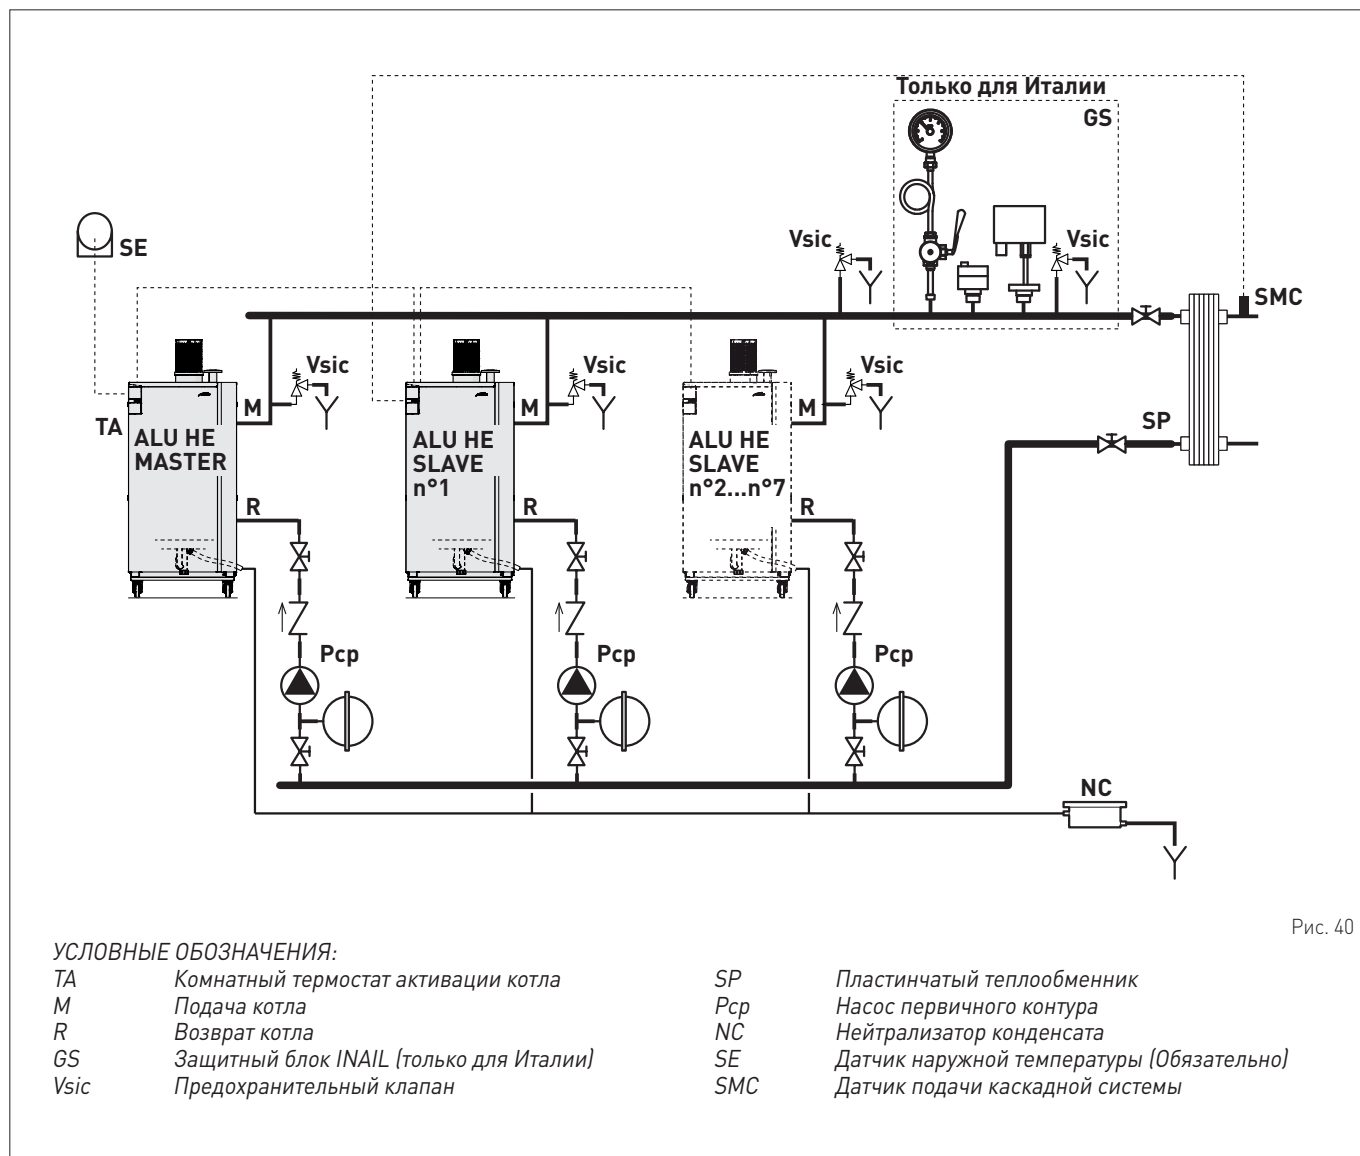 Только для Италии
GS
SE
Vsic
Vsic
SMC
Vsic
Vsic
Vsic
M
M
M
SP
TA
ALU HE
MASTER
ALU HE
SLAVE
n°1
ALU HE
SLAVE
n°2...n°7
R
R
R
Pcp
Pcp
Pcp
NC
Рис. 40
УСЛОВНЫЕ ОБОЗНАЧЕНИЯ:
TA Комнатный термостат активации котла
M Подача котла
R Возврат котла
GS Защитный блок INAIL (только для Италии)
Vsic Предохранительный клапан
SP Пластинчатый теплообменник
Pcp Насос первичного контура
NC Нейтрализатор конденсата
SE Датчик наружной температуры (Обязательно)
SMC Датчик подачи каскадной системы